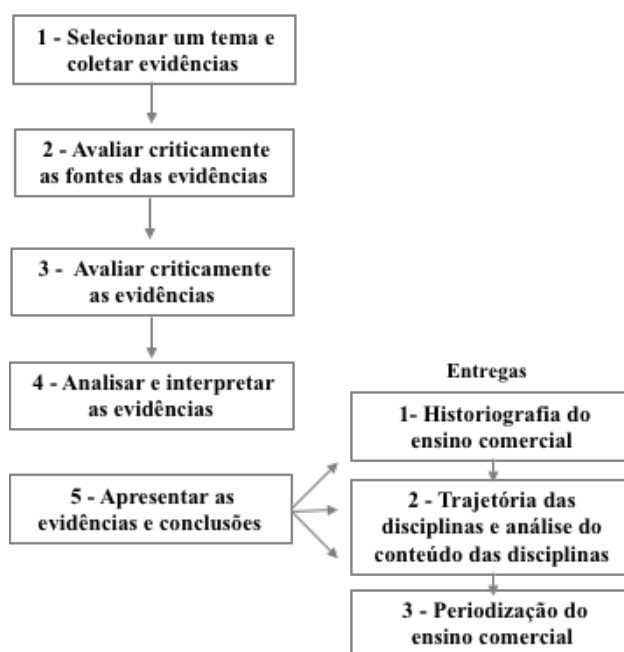 1 - Selecionar um tema e
coletar evidências
2 - Avaliar criticamente
as fontes das evidências
3 - Avaliar criticamente
as evidências
4 - Analisar e interpretar
as evidências
5 - Apresentar as
evidências e conclusões
Entregas
1- Historiografia do
ensino comercial
2 - Trajetória das
disciplinas e análise do
conteúdo das disciplinas
3 - Periodização do
ensino comercial